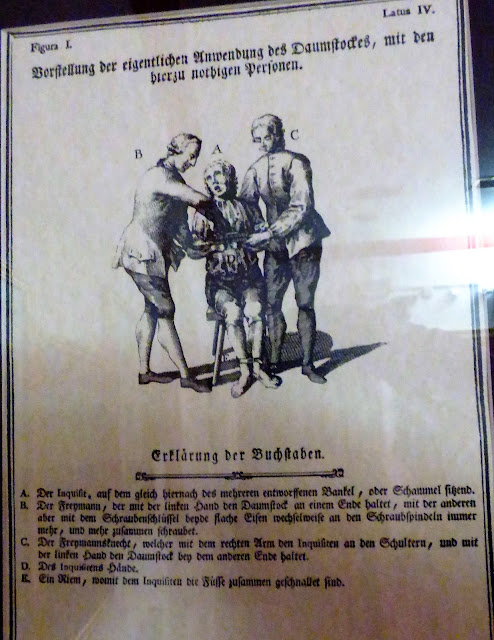 Figura I.
Latus IV.
Vorstellung der eigentlichen Anwendung des Daumstockes, mit den
hierzu nöthigen Personen.
B
A
C
Erklärung der Buchstaben.
A. Der Inquisit, auf dem gleich hiernach des mehreren entworffenen Bankel, oder Schammel sitzend.
B. Der Freymann, der mit der linken Hand den Daumstock an einem Ende haltet, mit der anderen
aber mit dem Schraubenschlüssel beyde flache Eisen wechselweise an den Schraubspindeln immer
mehr, und mehr zusammen schraubet.
C. Der Freymannsknecht, welcher mit dem rechten Arm den Inquisiten an den Schultern, und mit
der linken Hand den Daumstock bey dem anderen Ende haltet.
D. Des Inquisitens Hände.
E. Ein Riem, womit dem Inquisiten die Füsse zusammen geschnallet sind.